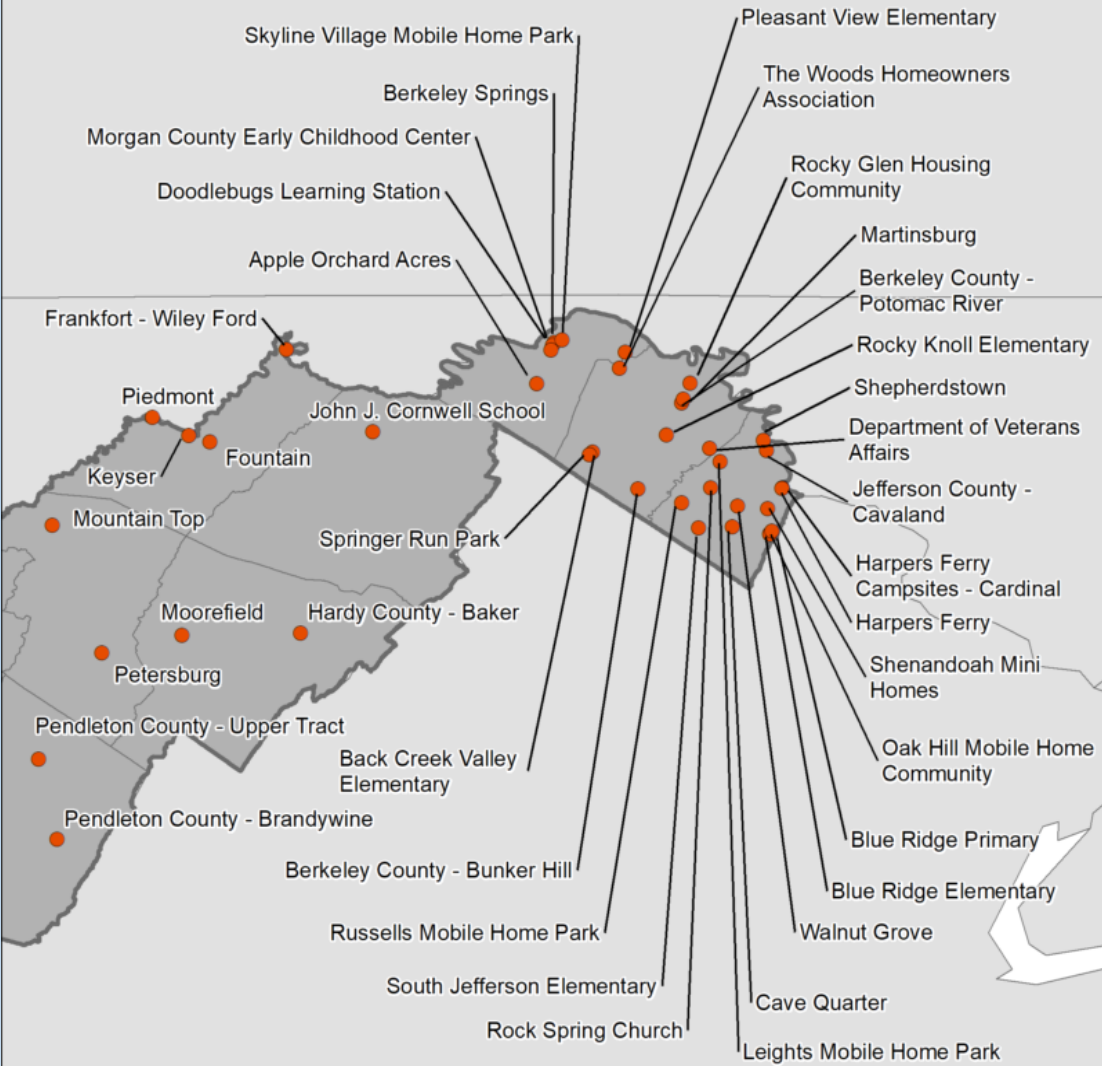 Pleasant View Elementary
Skyline Village Mobile Home Park
The Woods Homeowners
Association
Berkeley Springs
Morgan County Early Childhood Center
Rocky Glen Housing
Community
Doodlebugs Learning Station
Martinsburg
Apple Orchard Acres
Berkeley County -
Potomac River
Frankfort - Wiley Ford
Rocky Knoll Elementary
Shepherdstown
Piedmont
John J. Cornwell School
Department of Veterans
Affairs
Fountain
Keyser
Jefferson County -
Cavaland
Mountain Top
Springer Run Park
Harpers Ferry
Campsites - Cardinal
Moorefield
Hardy County - Baker
Harpers Ferry
Petersburg
Shenandoah Mini
Homes
Pendleton County - Upper Tract
Back Creek Valley
Elementary
Oak Hill Mobile Home
Community
Pendleton County - Brandywine
Blue Ridge Primary
Berkeley County - Bunker Hill
Blue Ridge Elementary
Russells Mobile Home Park
Walnut Grove
South Jefferson Elementary
Cave Quarter
Rock Spring Church
Leights Mobile Home Park